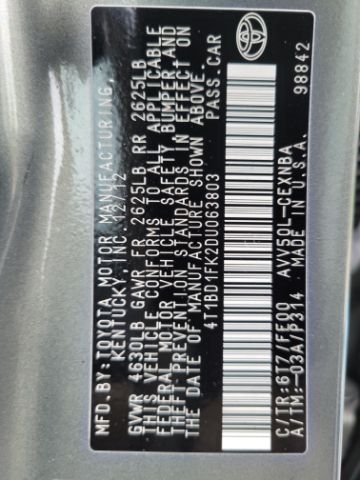 MFD.BY: TOYOTA MOTOR MANUFACTURING,
KENTUCKY, INC. 12/12
GVWR 4630LB GAWR FR 2625LB RR 2625LB
THIS VEHICLE CONFORMS TO ALL APPLICABLE
FEDERAL MOTOR VEHICLE SAFETY, BUMPER, AND
THEFT PREVENTION STANDARDS IN EFFECT ON
THE DATE OF MANUFACTURE SHOWN ABOVE.
4T1BD1FK2DU069803 PASS.CAR
C/TR: 6T7/FE00 AVV50L-CEXNBA
A/TM: -03A/P314 MADE IN U.S.A. 98842
TOYOTA